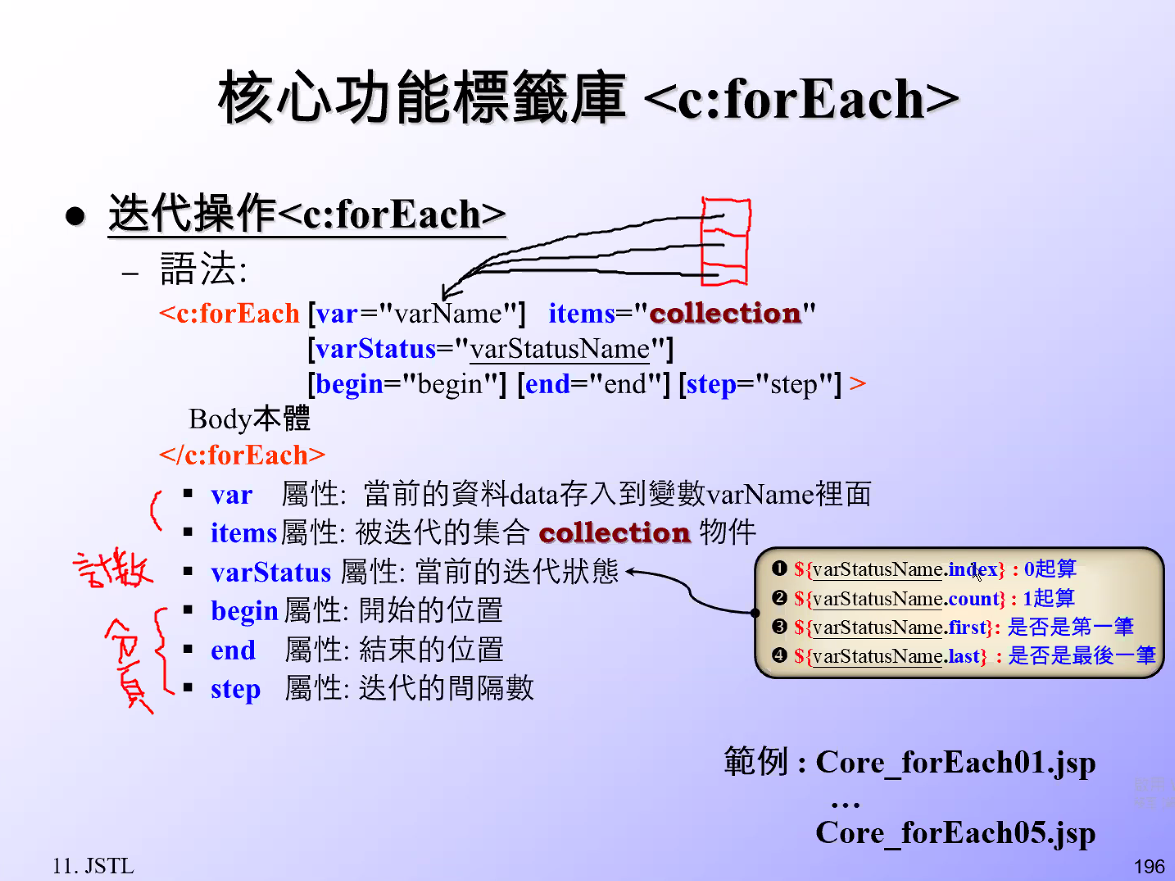 核心功能標籤庫 <c:forEach>
● 迭代操作<c:forEach>
– 語法:
<c:forEach [var="varName"] items="collection"
[varStatus="varStatusName"]
[begin="begin"] [end="end"] [step="step"] >
Body本體
</c:forEach>
▪ var 屬性: 當前的資料data存入到變數varName裡面
▪ items屬性: 被迭代的集合 collection 物件
計數
▪ varStatus 屬性: 當前的迭代狀態
❶ ${varStatusName.index} : 0起算
❷ ${varStatusName.count} : 1起算
❸ ${varStatusName.first}: 是否是第一筆
❹ ${varStatusName.last} : 是否是最後一筆
分頁
▪ begin屬性: 開始的位置
▪ end 屬性: 結束的位置
▪ step 屬性: 迭代的間隔數
範例 : Core_forEach01.jsp
…
Core_forEach05.jsp
11. JSTL
196